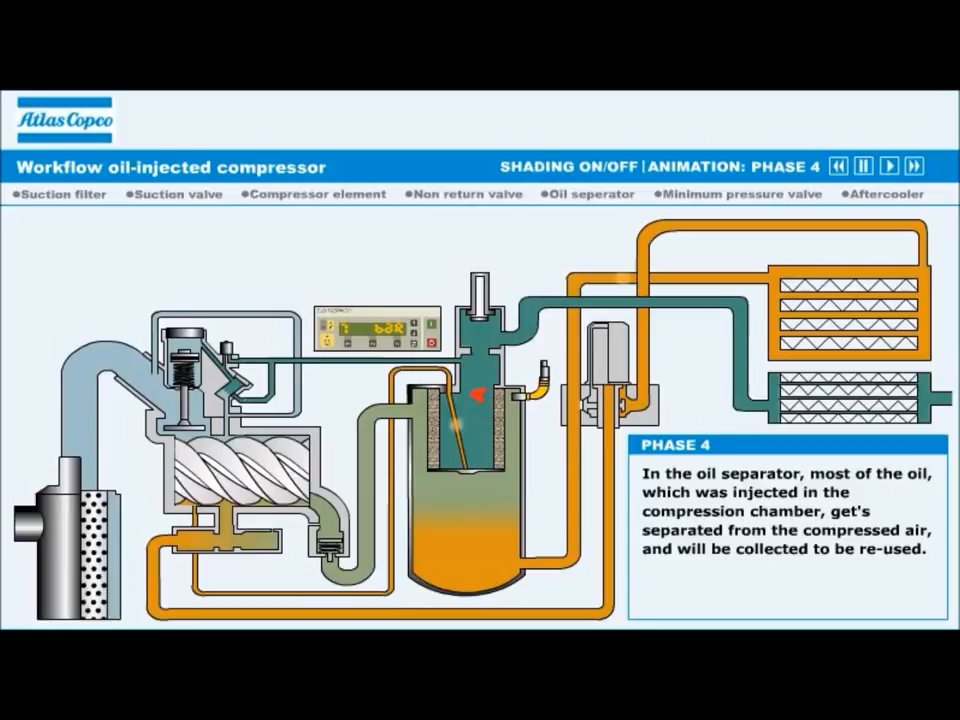 Atlas Copco
Workflow oil-injected compressor
SHADING ON/OFF | ANIMATION: PHASE 4
•Suction filter •Suction valve •Compressor element •Non return valve •Oil seperator •Minimum pressure valve •Aftercooler
A
PHASE 4
In the oil separator, most of the oil,
which was injected in the
compression chamber, get's
separated from the compressed air,
and will be collected to be re-used.